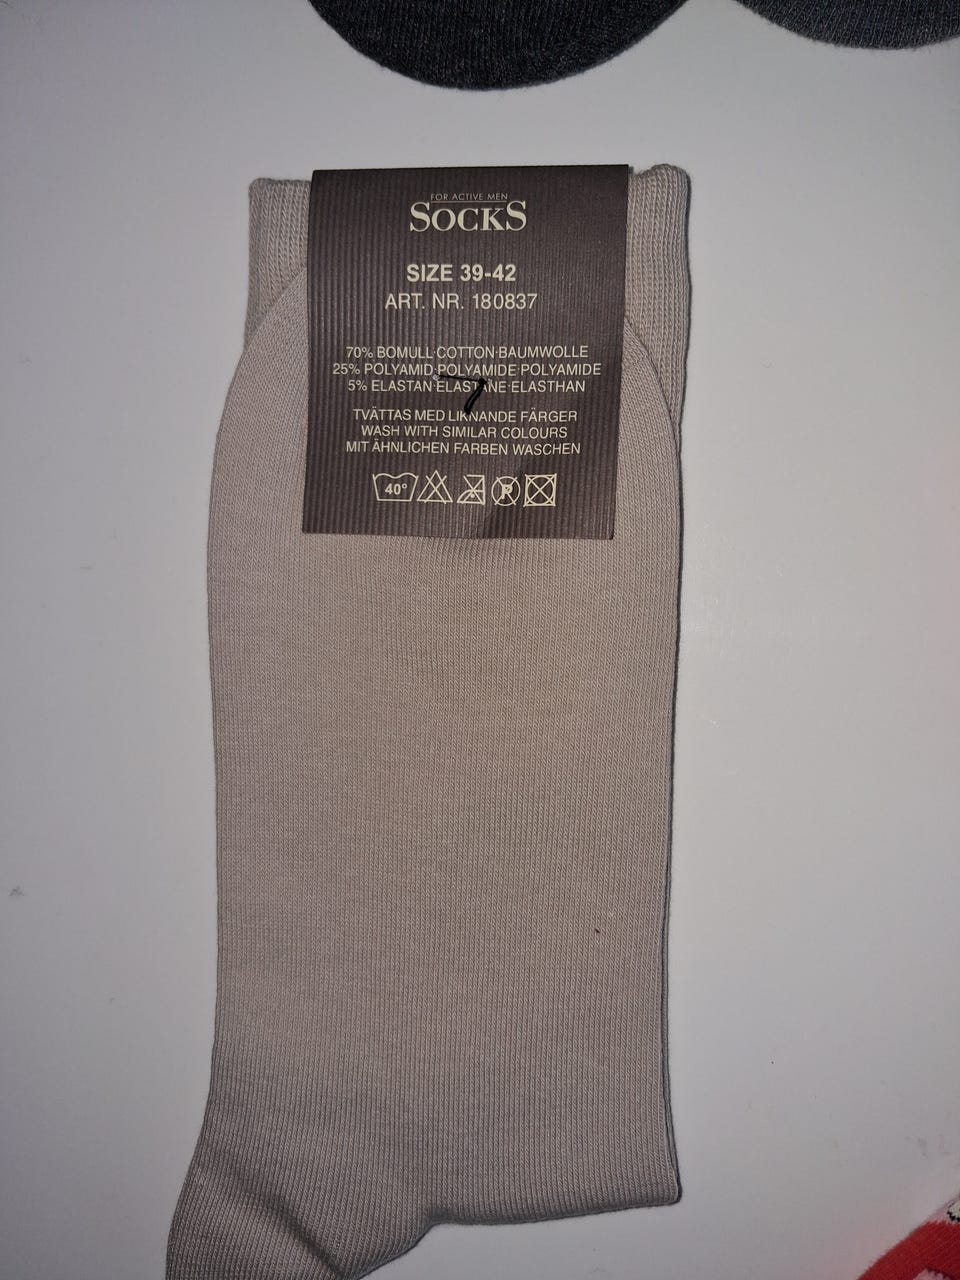 FOR ACTIVE MEN
SOCKS
SIZE 39-42
ART. NR. 180837
70% BOMULL·COTTON·BAUMWOLLE
25% POLYAMID·POLYAMIDE·POLYAMIDE
5% ELASTAN·ELASTANE·ELASTHAN
TVÄTTAS MED LIKNANDE FÄRGER
WASH WITH SIMILAR COLOURS
MIT ÄHNLICHEN FARBEN WASCHEN
40° P